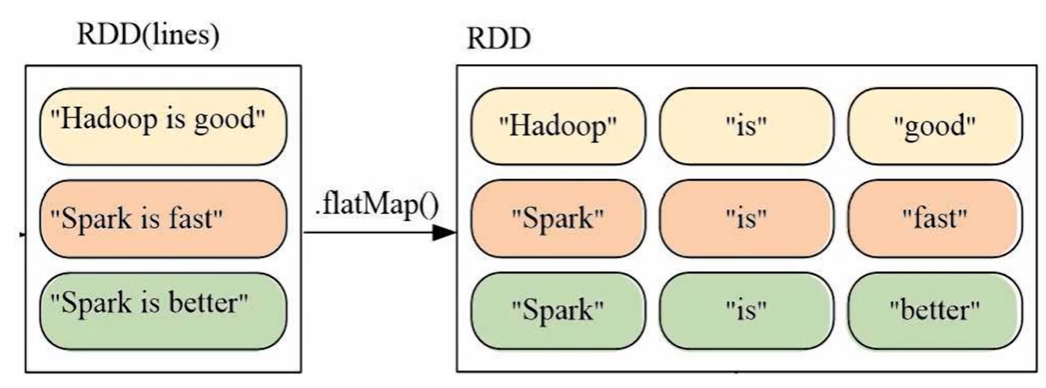 RDD(lines)
RDD
"Hadoop is good"
"Spark is fast"
"Spark is better"
.flatMap()
"Hadoop" "is" "good"
"Spark" "is" "fast"
"Spark" "is" "better"